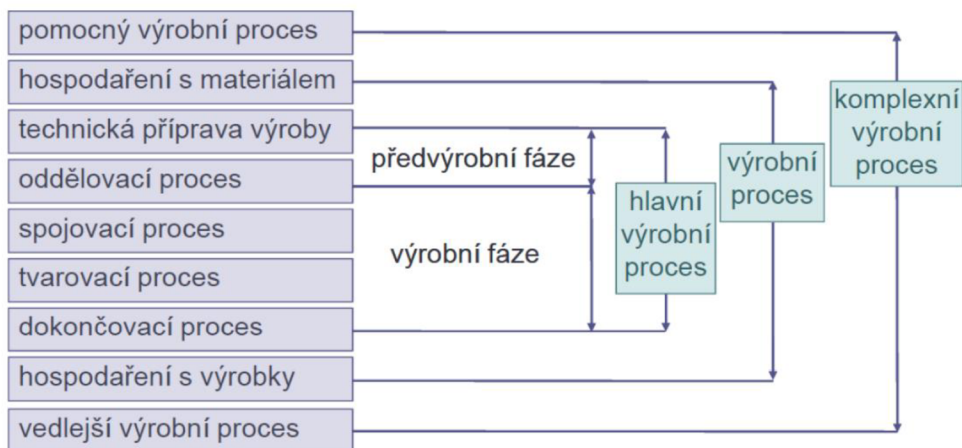 pomocný výrobní proces
hospodaření s materiálem
technická příprava výroby
oddělovací proces
spojovací proces
tvarovací proces
dokončovací proces
hospodaření s výrobky
vedlejší výrobní proces
předvýrobní fáze
výrobní fáze
hlavní
výrobní
proces
výrobní
proces
komplexní
výrobní
proces